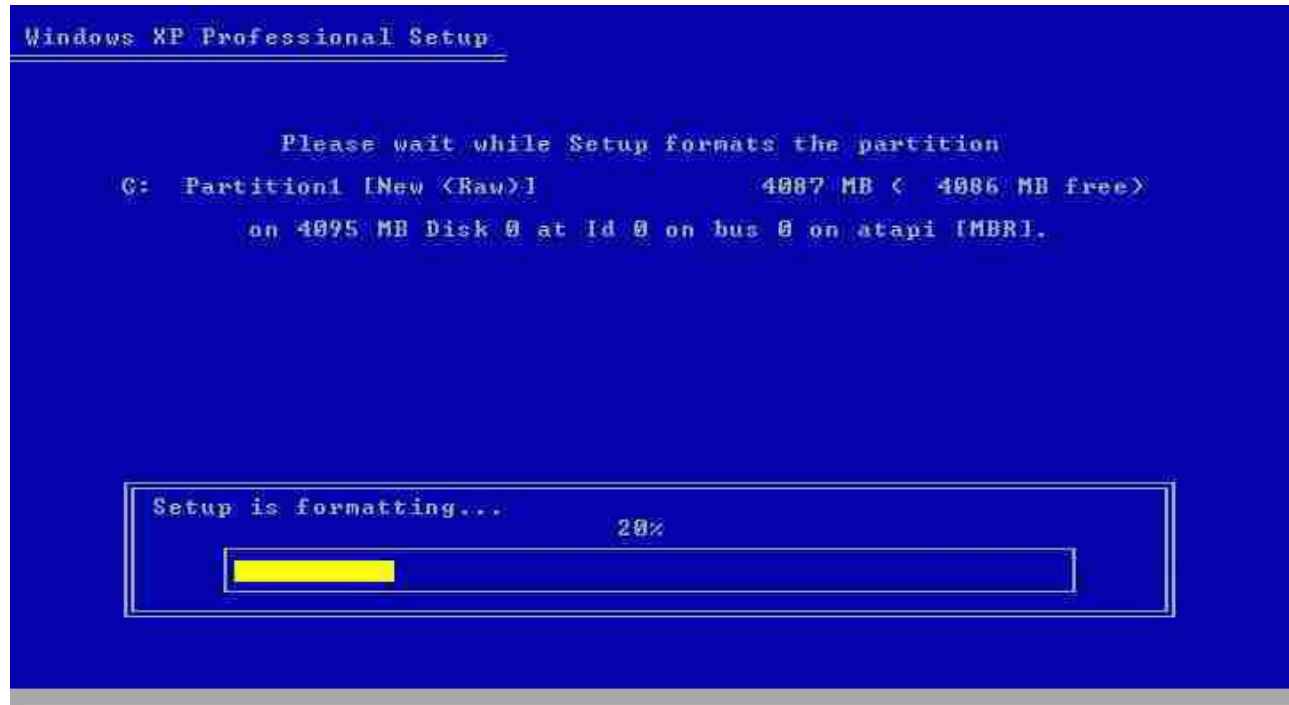 Windows XP Professional Setup
Please wait while Setup formats the partition
C: Partition1 [New (Raw)] 4087 MB ( 4086 MB free)
on 4095 MB Disk 0 at Id 0 on bus 0 on atapi [MBR].
Setup is formatting...
20%